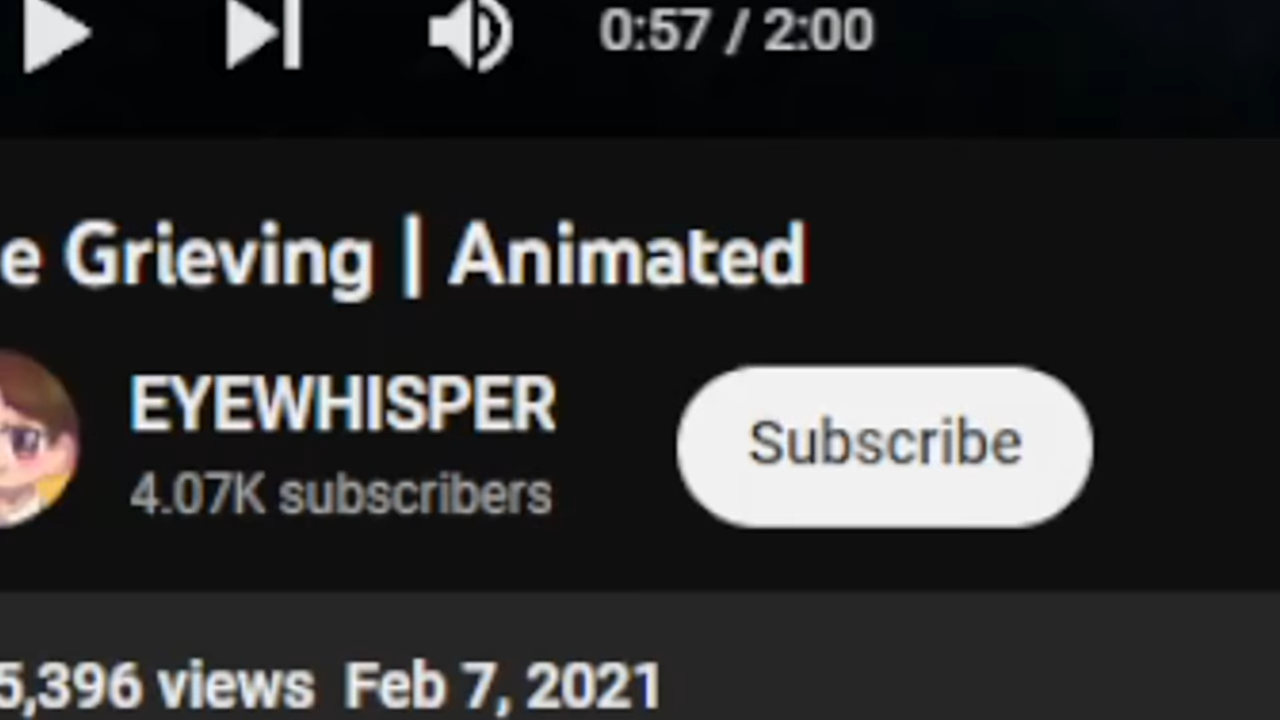 0:57 / 2:00
e Grieving | Animated
EYEWHISPER
4.07K subscribers
Subscribe
5,396 views Feb 7, 2021